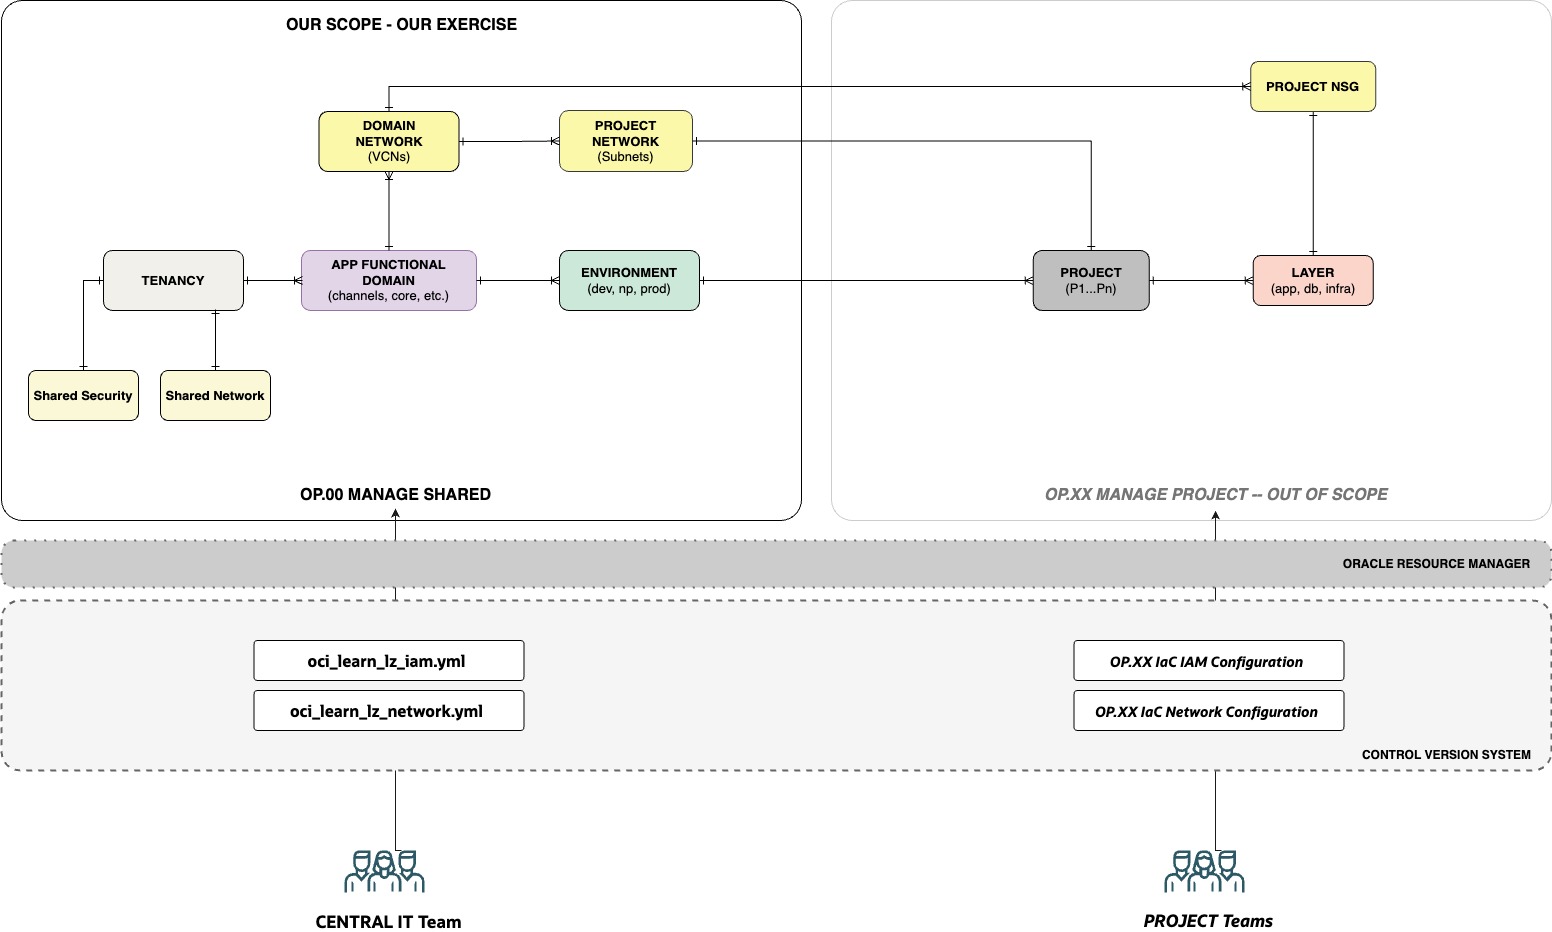 OUR SCOPE - OUR EXERCISE
PROJECT NSG
DOMAIN
NETWORK
(VCNs)
PROJECT
NETWORK
(Subnets)
TENANCY
APP FUNCTIONAL
DOMAIN
(channels, core, etc.)
ENVIRONMENT
(dev, np, prod)
PROJECT
(P1...Pn)
LAYER
(app, db, infra)
Shared Security
Shared Network
OP.00 MANAGE SHARED
OP.XX MANAGE PROJECT -- OUT OF SCOPE
ORACLE RESOURCE MANAGER
oci_learn_lz_iam.yml
OP.XX IaC IAM Configuration
oci_learn_lz_network.yml
OP.XX IaC Network Configuration
CONTROL VERSION SYSTEM
CENTRAL IT Team
PROJECT Teams